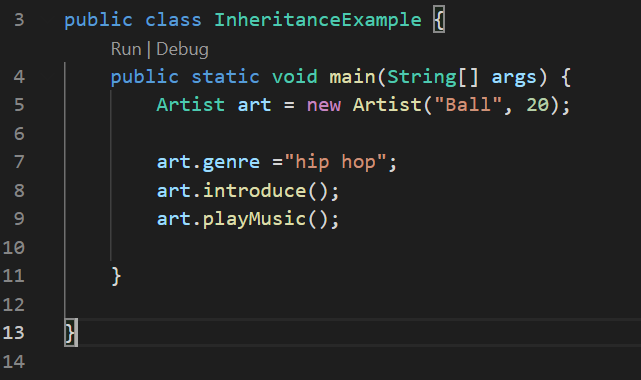 3 public class InheritanceExample {
Run | Debug
4 public static void main(String[] args) {
5 Artist art = new Artist("Ball", 20);
6
7 art.genre ="hip hop";
8 art.introduce();
9 art.playMusic();
10
11 }
12
13 }
14